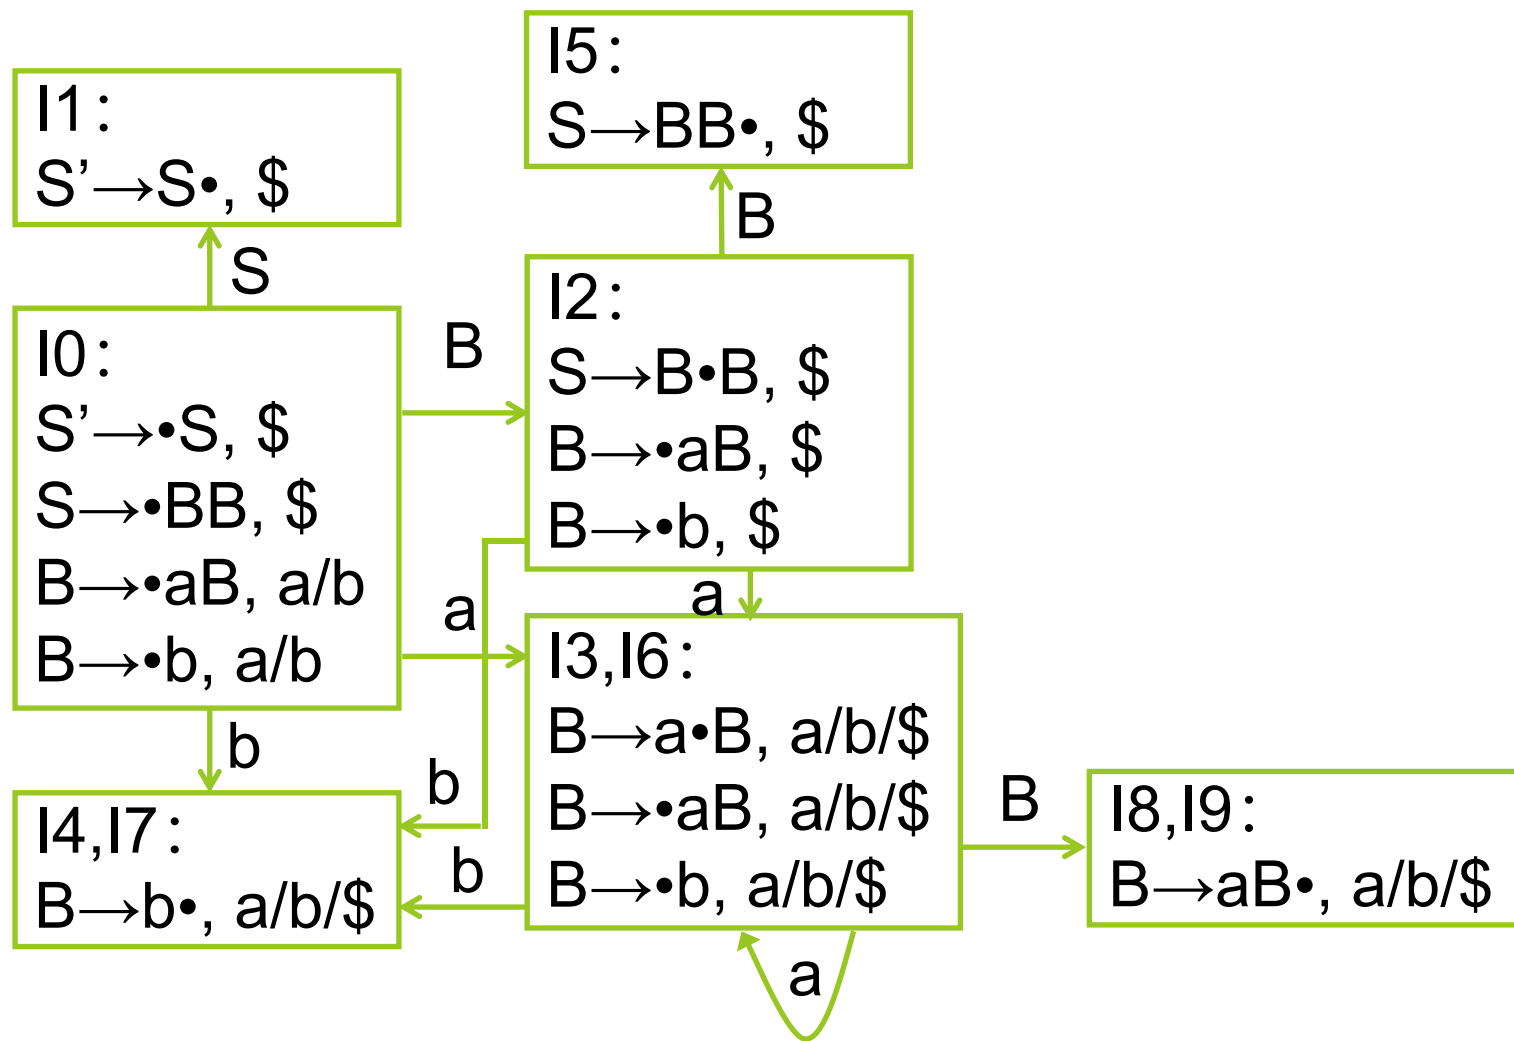 I1:
S’→S•, $
S
I0:
S’→•S, $
S→•BB, $
B→•aB, a/b
B→•b, a/b
b
I4,I7:
B→b•, a/b/$
B
a
b
b
I5:
S→BB•, $
B
I2:
S→B•B, $
B→•aB, $
B→•b, $
a
I3,I6:
B→a•B, a/b/$
B→•aB, a/b/$
B→•b, a/b/$
a
B
I8,I9:
B→aB•, a/b/$